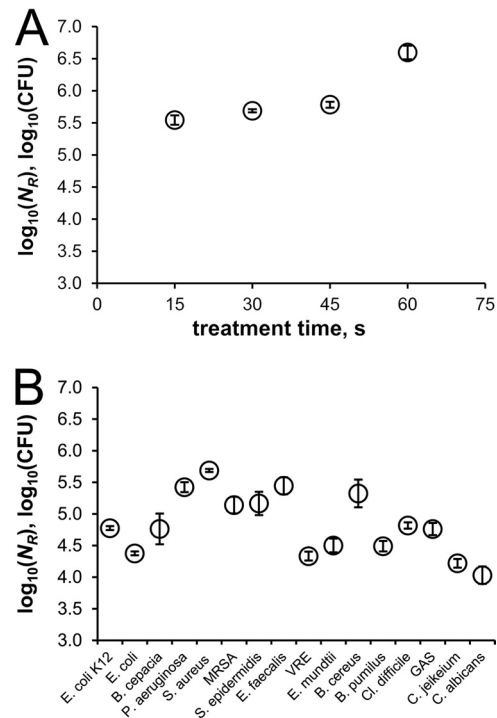 A
log10(NR), log10(CFU)
7.0
6.5
6.0
5.5
5.0
4.5
4.0
3.5
3.0
0 15 30 45 60 75
treatment time, s
B
log10(NR), log10(CFU)
7.0
6.5
6.0
5.5
5.0
4.5
4.0
3.5
3.0
E. coli K12
E. coli
B. cepacia
P. aeruginosa
S. aureus
MRSA
S. epidermidis
E. faecalis
VRE
E. mundtii
B. cereus
B. pumilus
Cl. difficile
GAS
C. jeikeium
C. albicans